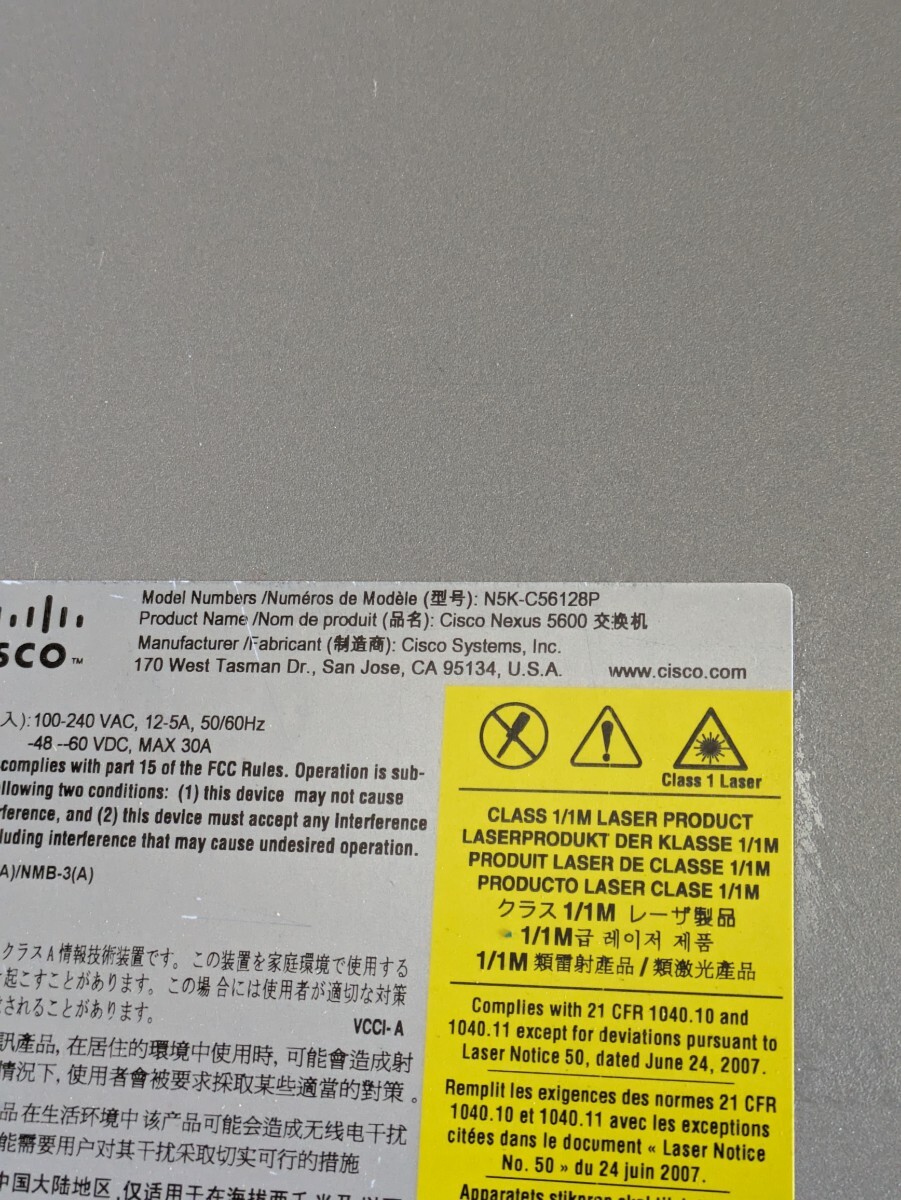 Model Numbers /Numéros de Modèle (型号): N5K-C56128P
Product Name /Nom de produit (品名): Cisco Nexus 5600 交换机
Manufacturer /Fabricant (制造商): Cisco Systems, Inc.
170 West Tasman Dr., San Jose, CA 95134, U.S.A. www.cisco.com
SCO™
入): 100-240 VAC, 12-5A, 50/60Hz
-48 --60 VDC, MAX 30A
complies with part 15 of the FCC Rules. Operation is sub-
llowing two conditions: (1) this device may not cause
rference, and (2) this device must accept any Interference
luding interference that may cause undesired operation.
A)/NMB-3(A)
クラスA情報技術装置です。この装置を家庭環境で使用する
起こすことがあります。この場合には使用者が適切な対策
されることがあります。
VCCI-A
訊產品, 在居住的環境中使用時, 可能會造成射
情況下, 使用者會被要求採取某些適當的對策。
品在生活环境中该产品可能会造成无线电干扰
能需要用户对其干扰采取切实可行的措施
中国大陆地区,仅适用于在海拔两千
Class 1 Laser
CLASS 1/1M LASER PRODUCT
LASERPRODUKT DER KLASSE 1/1M
PRODUIT LASER DE CLASSE 1/1M
PRODUCTO LASER CLASE 1/1M
クラス 1/1M レーザ製品
1/1M급 레이저 제품
1/1M 類雷射產品 / 類激光產品
Complies with 21 CFR 1040.10 and
1040.11 except for deviations pursuant to
Laser Notice 50, dated June 24, 2007.
Remplit les exigences des normes 21 CFR
1040.10 et 1040.11 avec les exceptions
citées dans le document « Laser Notice
No. 50 » du 24 juin 2007.
Apparatets